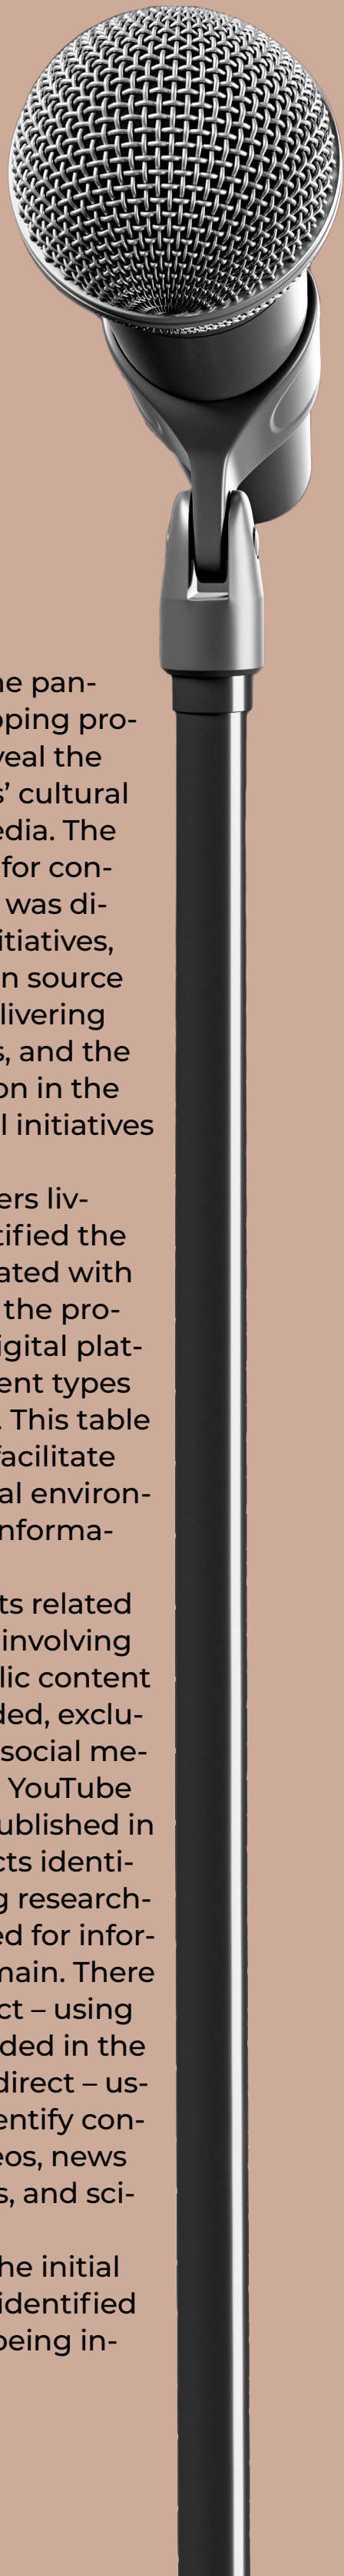 ne pan-
pping pro-
veal the
s’ cultural
edia. The
for con-
was di-
itiatives,
n source
livering
s, and the
on in the
l initiatives
ers liv-
tified the
ated with
the pro-
igital plat-
ent types
. This table
facilitate
al environ-
nforma-
ts related
involving
lic content
ded, exclu-
social me-
YouTube
ublished in
cts identi-
g research-
ed for infor-
main. There
ct – using
ded in the
direct – us-
entify con-
eos, news
s, and sci-
he initial
identified
being in-